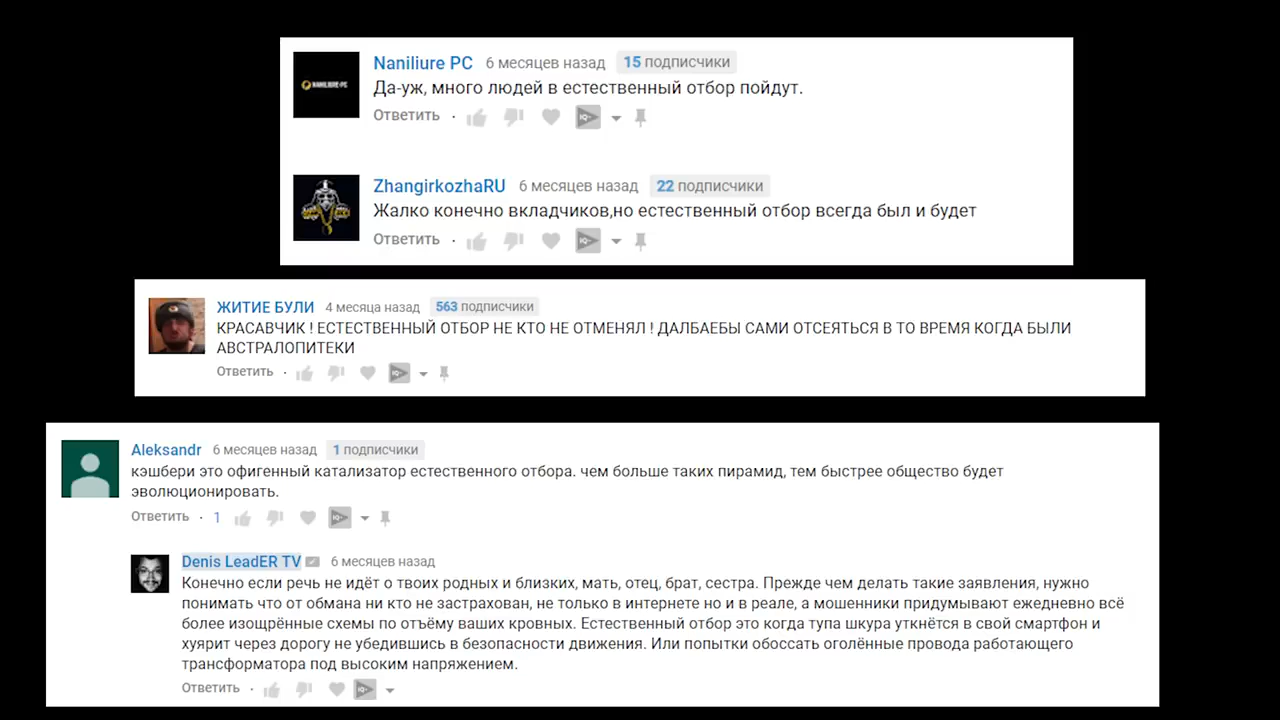 NANILIURE-PC
Naniliure PC 6 месяцев назад 15 подписчики
Да-уж, много людей в естественный отбор пойдут.
Ответить ·
ZhangirkozhaRU 6 месяцев назад 22 подписчики
Жалко конечно вкладчиков,но естественный отбор всегда был и будет
Ответить ·
ЖИТИЕ БУЛИ 4 месяца назад 563 подписчики
КРАСАВЧИК ! ЕСТЕСТВЕННЫЙ ОТБОР НЕ КТО НЕ ОТМЕНЯЛ ! ДАЛБАЕБЫ САМИ ОТСЕЯТЬСЯ В ТО ВРЕМЯ КОГДА БЫЛИ
АВСТРАЛОПИТЕКИ
Ответить ·
Aleksandr 6 месяцев назад 1 подписчики
кэшбери это офигенный катализатор естественного отбора. чем больше таких пирамид, тем быстрее общество будет
эволюционировать.
Ответить · 1
Denis LeadER TV 6 месяцев назад
Конечно если речь не идёт о твоих родных и близких, мать, отец, брат, сестра. Прежде чем делать такие заявления, нужно
понимать что от обмана ни кто не застрахован, не только в интернете но и в реале, а мошенники придумывают ежедневно всё
более изощрённые схемы по отъёму ваших кровных. Естественный отбор это когда тупа шкура уткнётся в свой смартфон и
хуярит через дорогу не убедившись в безопасности движения. Или попытки обоссать оголённые провода работающего
трансформатора под высоким напряжением.
Ответить ·